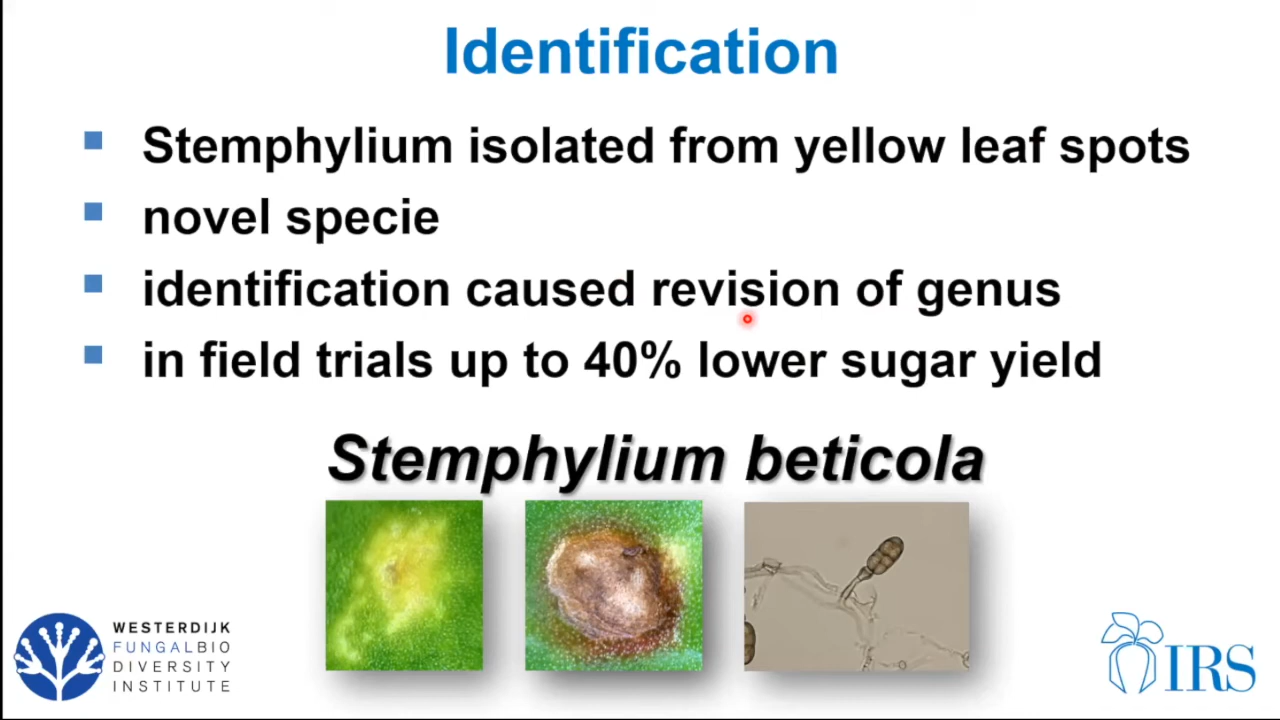 Identification
Stemphylium isolated from yellow leaf spots
novel specie
identification caused revision of genus
in field trials up to 40% lower sugar yield
Stemphylium beticola
WESTERDIJK
FUNGALBIO
DIVERSITY
INSTITUTE
IRS